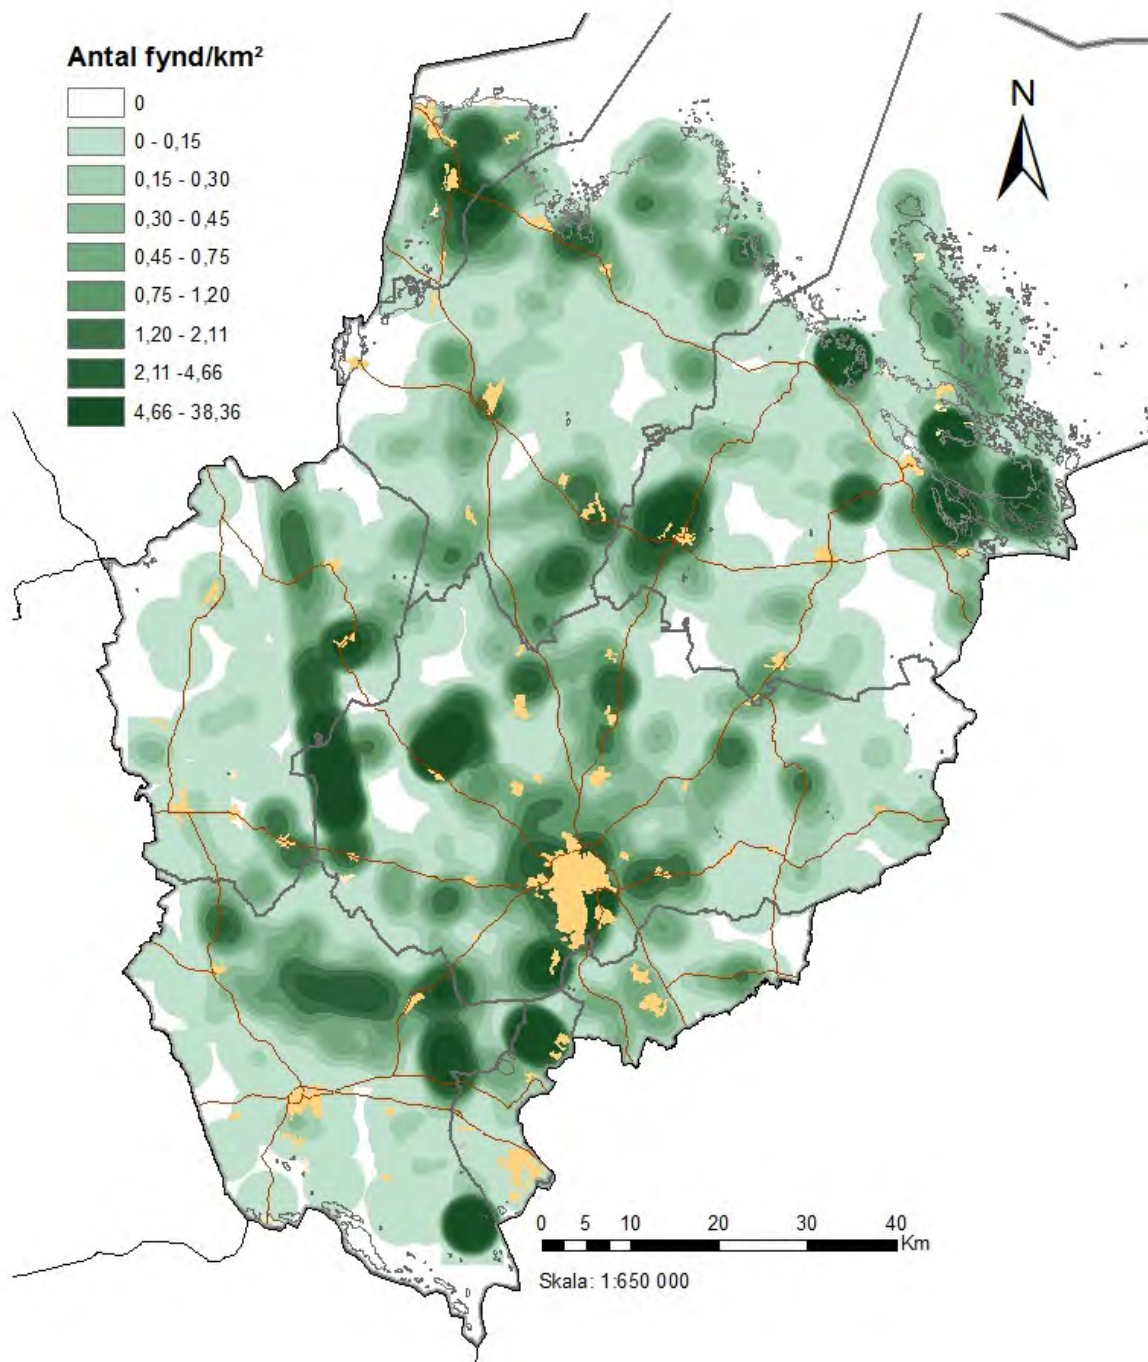 Antal fynd/km²
0
0 - 0,15
0,15 - 0,30
0,30 - 0,45
0,45 - 0,75
0,75 - 1,20
1,20 - 2,11
2,11 -4,66
4,66 - 38,36
N
0 5 10 20 30 40
Km
Skala: 1:650 000